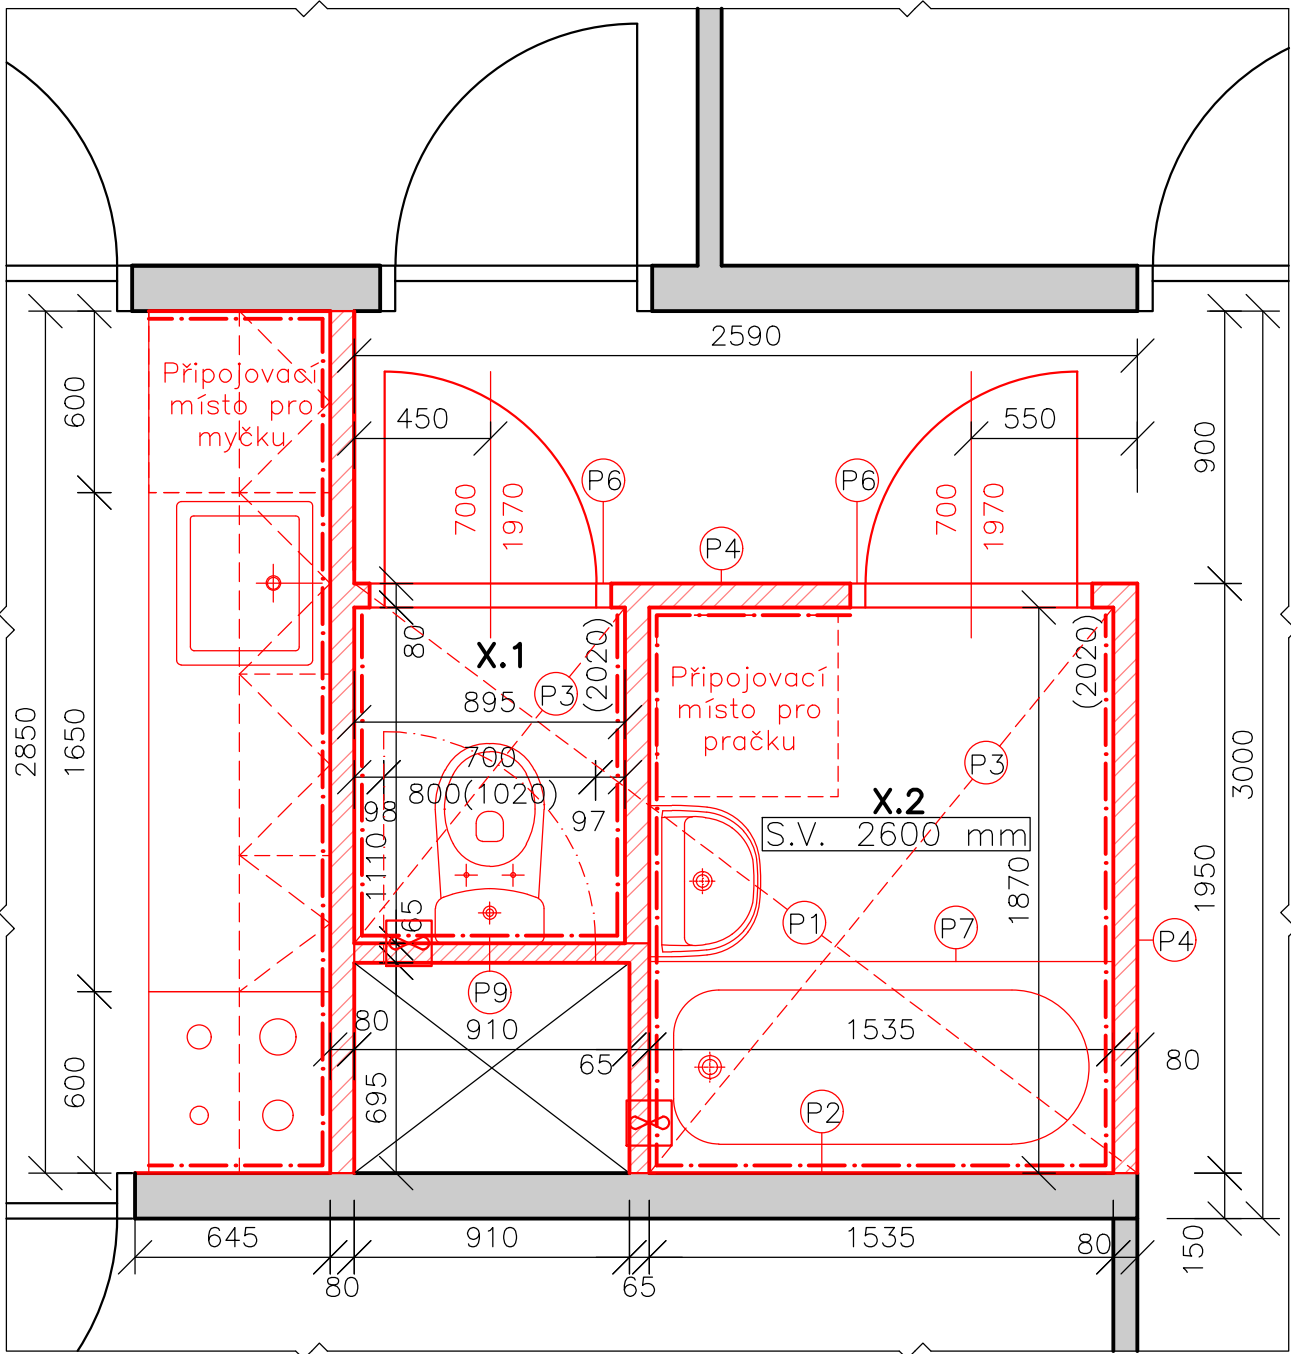 2590
Připojovací
místo pro
myčku
600
450
550
900
P6
P6
700
1970
700
1970
P4
80
X.1
(2020)
P3
895
Připojovací
místo pro
pračku
(2020)
P3
2850
1650
3000
700
800(1020)
98
97
X.2
S.V. 2600 mm
1110
65
1870
1950
P1
P7
P4
P9
80
910
65
1535
80
600
695
P2
645
910
1535
80
150
80
65